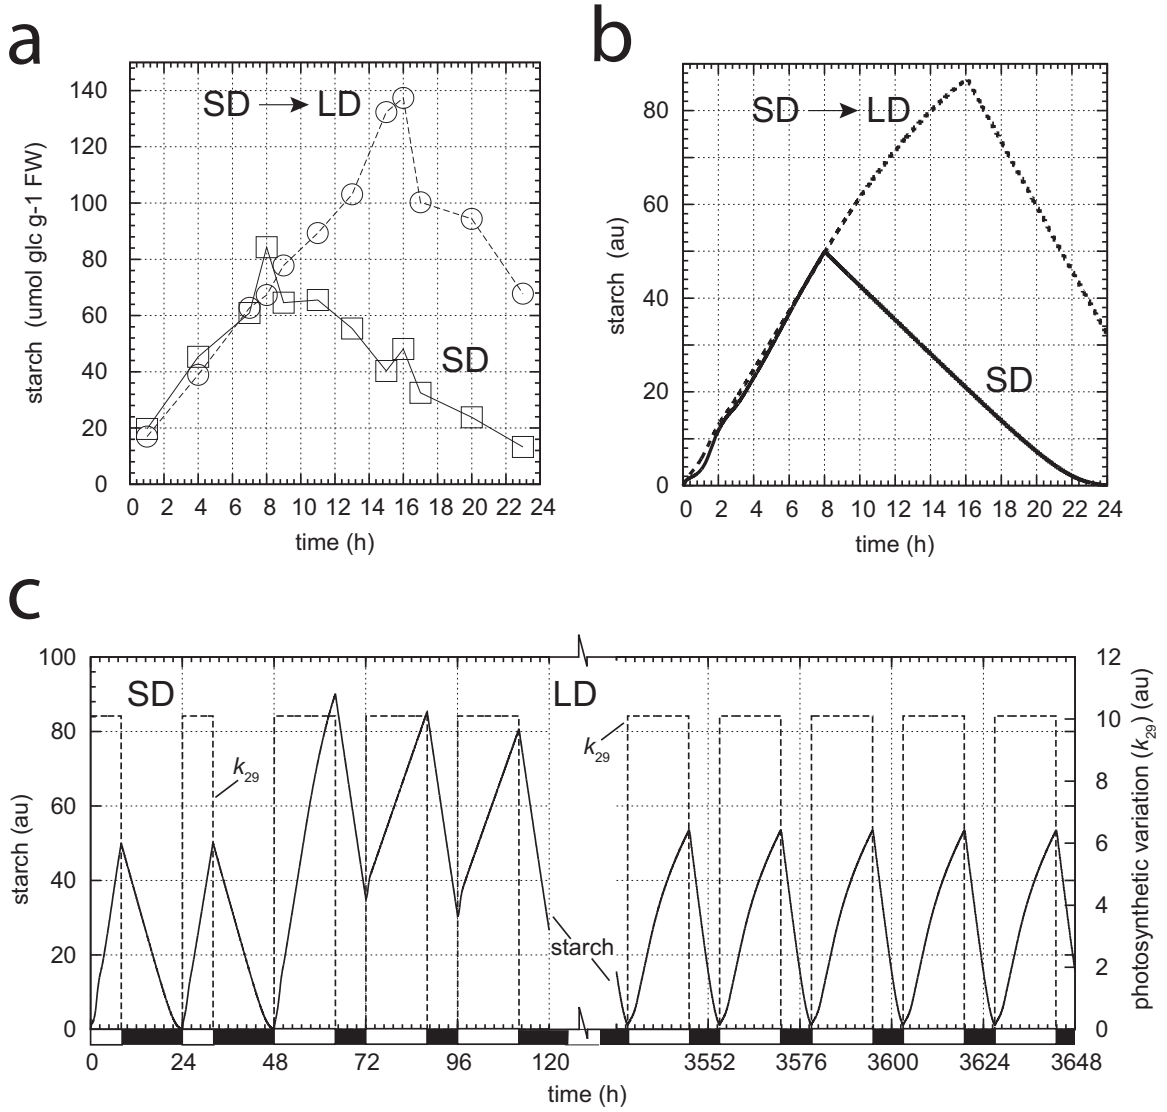 a
starch (umol glc g-1 FW)
140
120
100
80
60
40
20
0
SD LD
SD
0 2 4 6 8 10 12 14 16 18 20 22 24
time (h)
b
starch (au)
80
60
40
20
0
SD LD
SD
0 2 4 6 8 10 12 14 16 18 20 22 24
time (h)
c
starch (au)
100
80
60
40
20
0
SD LD
k29
k29
starch
12
10
8
6
4
2
0
photosynthetic variation (k29) (au)
0 24 48 72 96 120 3552 3576 3600 3624 3648
time (h)